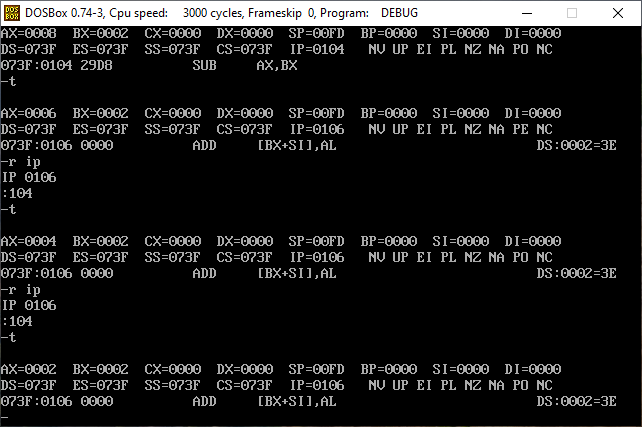 DOSBox 0.74-3, Cpu speed: 3000 cycles, Frameskip 0, Program: DEBUG
AX=0008 BX=0002 CX=0000 DX=0000 SP=00FD BP=0000 SI=0000 DI=0000
DS=073F ES=073F SS=073F CS=073F IP=0104 NV UP EI PL NZ NA PO NC
073F:0104 29D8 SUB AX,BX
-t
AX=0006 BX=0002 CX=0000 DX=0000 SP=00FD BP=0000 SI=0000 DI=0000
DS=073F ES=073F SS=073F CS=073F IP=0106 NV UP EI PL NZ NA PE NC
073F:0106 0000 ADD [BX+SI],AL DS:0002=3E
-r ip
IP 0106
:104
-t
AX=0004 BX=0002 CX=0000 DX=0000 SP=00FD BP=0000 SI=0000 DI=0000
DS=073F ES=073F SS=073F CS=073F IP=0106 NV UP EI PL NZ NA PO NC
073F:0106 0000 ADD [BX+SI],AL DS:0002=3E
-r ip
IP 0106
:104
-t
AX=0002 BX=0002 CX=0000 DX=0000 SP=00FD BP=0000 SI=0000 DI=0000
DS=073F ES=073F SS=073F CS=073F IP=0106 NV UP EI PL NZ NA PO NC
073F:0106 0000 ADD [BX+SI],AL DS:0002=3E
-